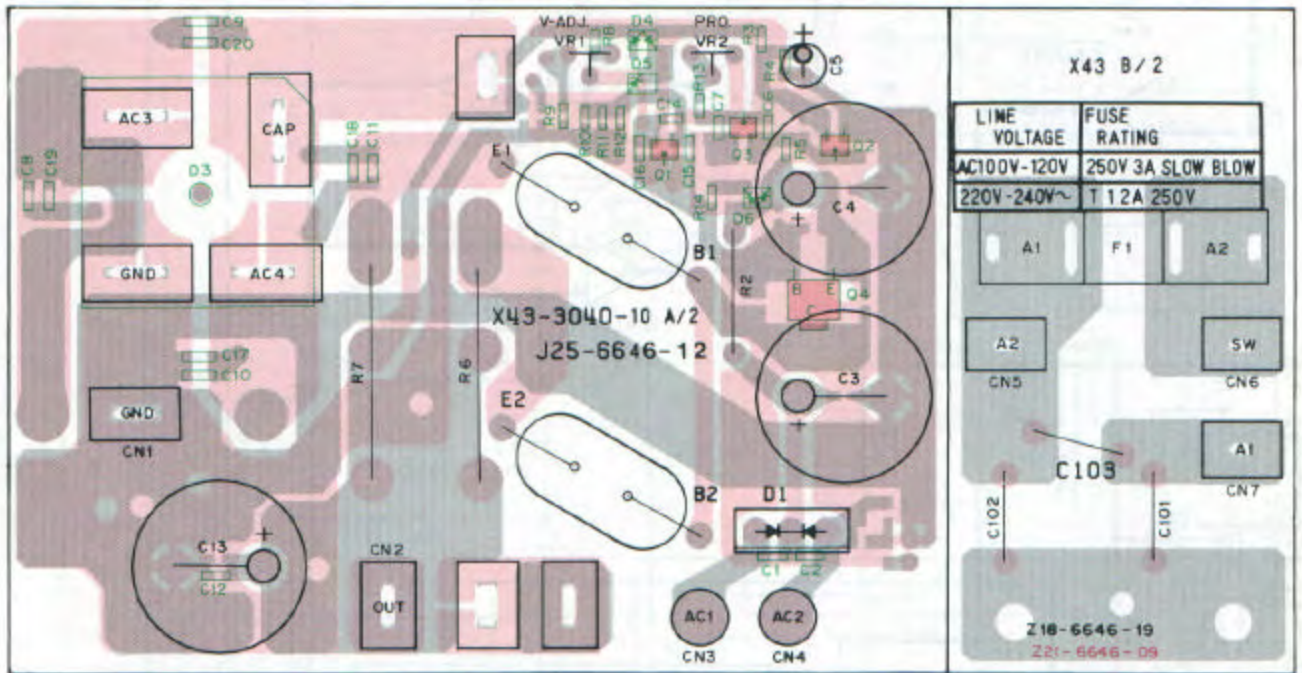 C9
C20
V-ADJ.
VR1
R8
D4
D5
PRO.
VR2
R3
R4
C5
AC3
CAP
C8
C19
D3
C18
C11
R9
R10
R11
R12
R13
C7
C6
C16
Q1
C15
R5
Q2
R14
D6
E1
B1
C4
GND
AC4
R2
B E
C
Q4
X43-3040-10 A/2
J25-6646-12
C17
C10
R7
R6
C3
GND
CN1
E2
B2
D1
C13
C12
CN2
OUT
C1
C2
AC1
AC2
CN3
CN4
X43 B/2
LINE VOLTAGE
FUSE RATING
AC100V-120V
250V 3A SLOW BLOW
220V-240V~
T 1.2A 250V
A1
F1
A2
A2
SW
CN5
CN6
A1
C103
CN7
C102
C101
Z18-6646-19
Z21-6646-09